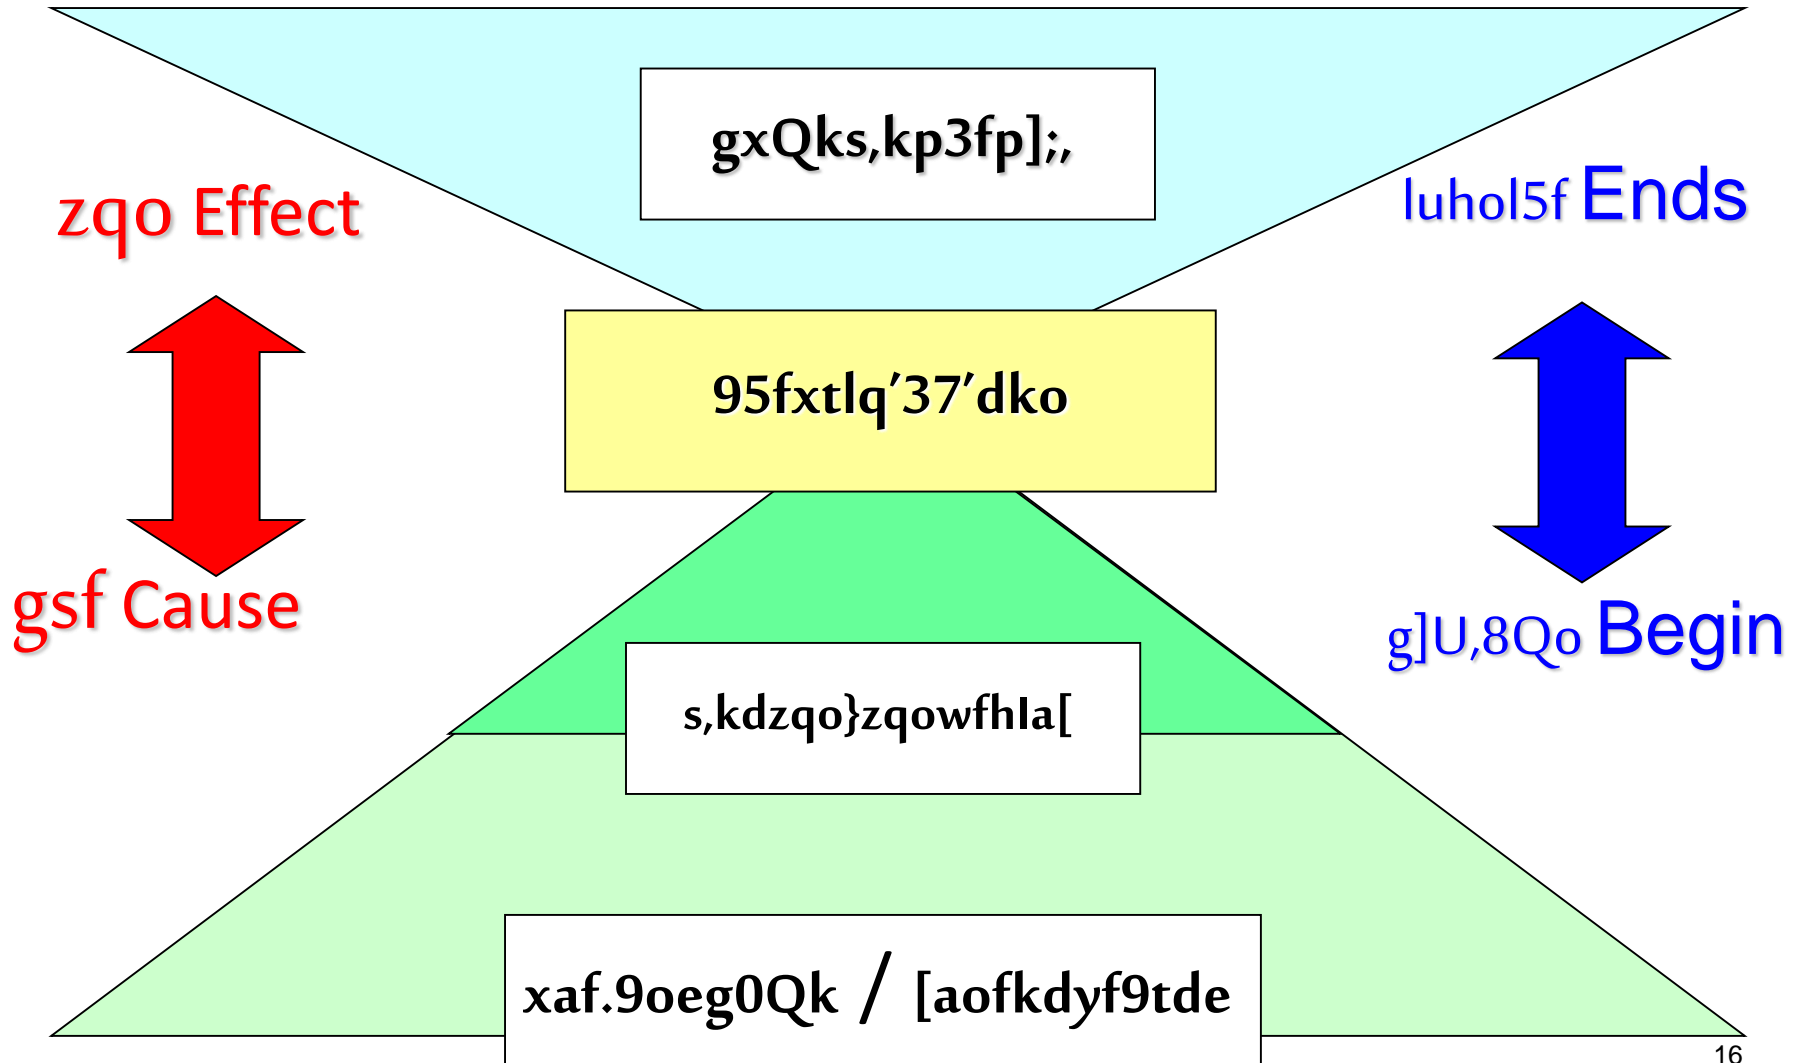 gxQks,kp3fp];,
zqo Effect
luhol5f Ends
95fxtlq'37'dko
gsf Cause
g]U,8Qo Begin
s,kdzqo}zqowfhIa[
xaf.9oeg0Qk / [aofkdyf9tde
16